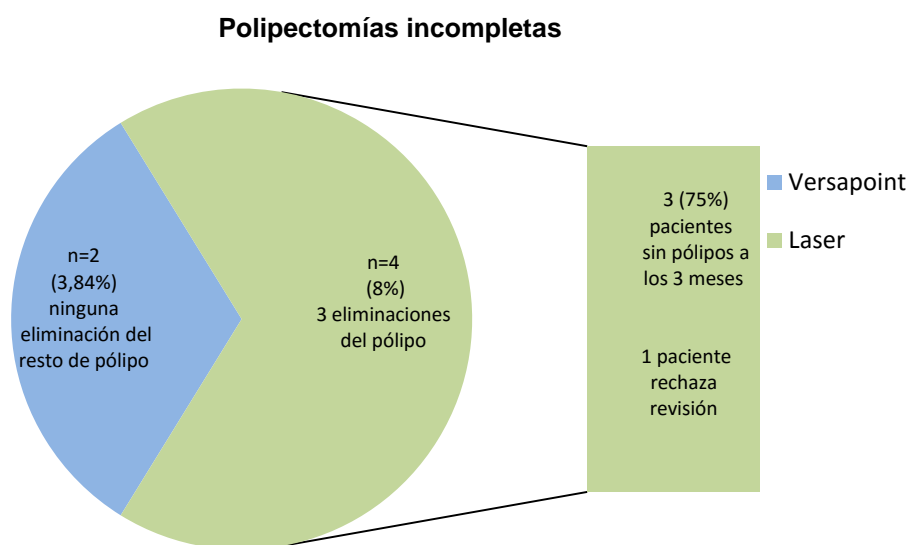 Polipectomías incompletas
n=2
(3,84%)
ninguna
eliminación del
resto de pólipo
n=4
(8%)
3 eliminaciones
del pólipo
3 (75%)
pacientes
sin pólipos a
los 3 meses
1 paciente
rechaza
revisión
Versapoint
Laser